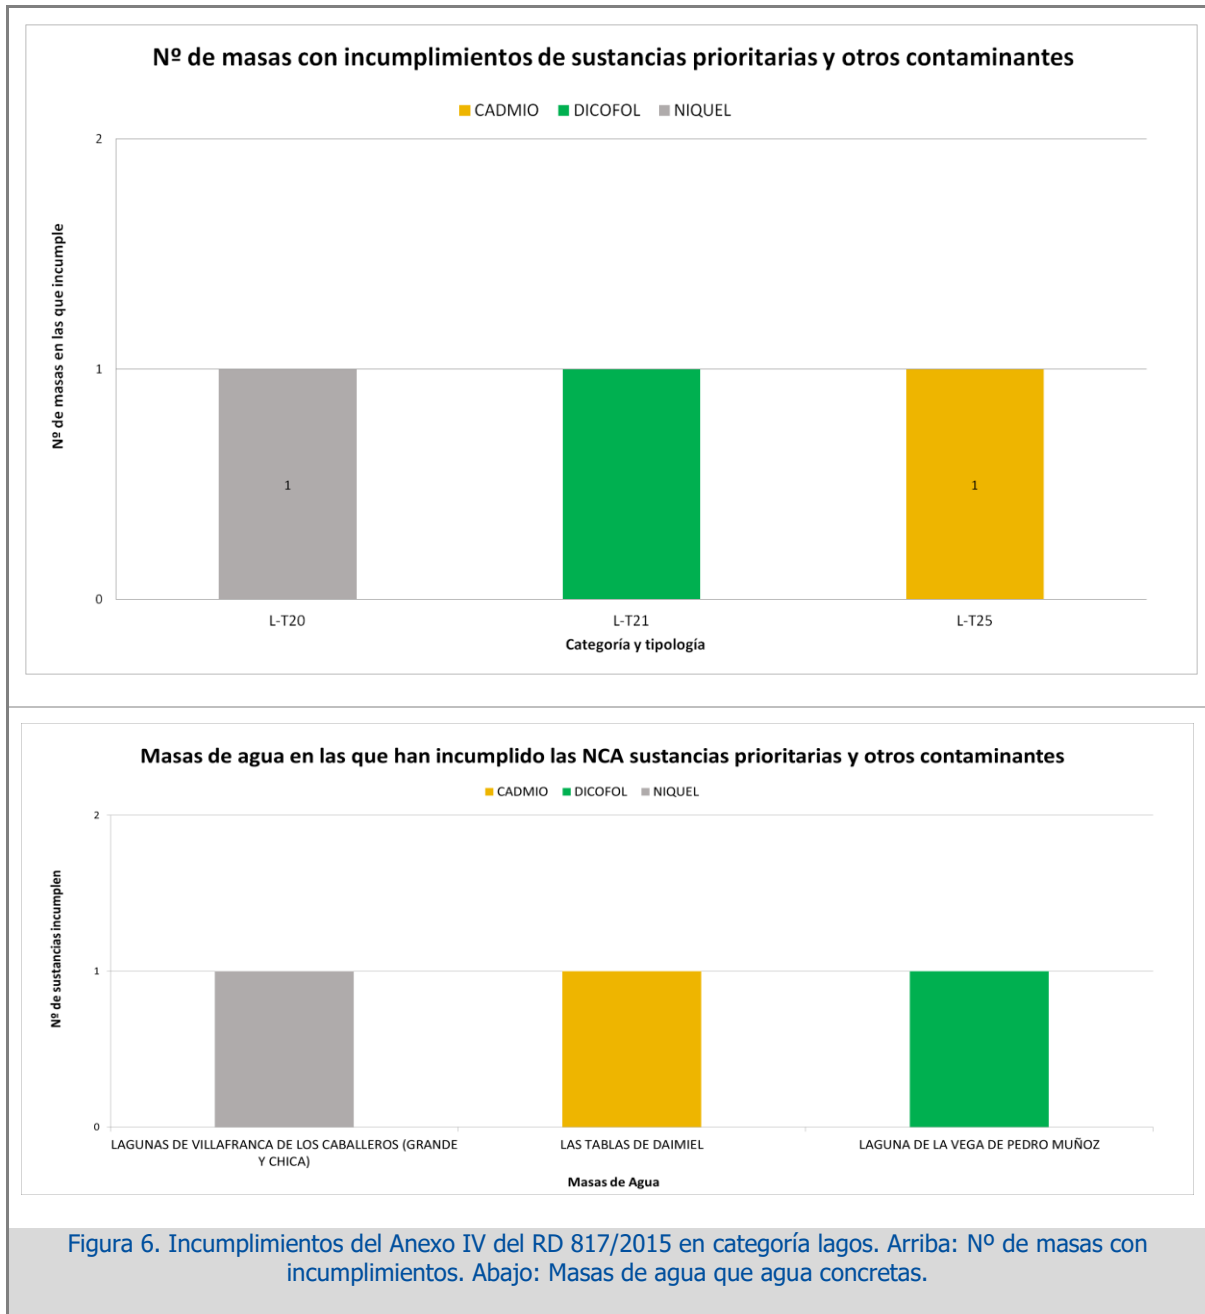 Nº de masas con incumplimientos de sustancias prioritarias y otros contaminantes
CADMIO DICOFOL NIQUEL
2
1
0
Nº de masas en las que incumple
1
1
L-T20 L-T21 L-T25
Categoría y tipología
Masas de agua en las que han incumplido las NCA sustancias prioritarias y otros contaminantes
CADMIO DICOFOL NIQUEL
2
1
0
Nº de sustancias incumplen
LAGUNAS DE VILLAFRANCA DE LOS CABALLEROS (GRANDE
Y CHICA)
LAS TABLAS DE DAIMIEL
LAGUNA DE LA VEGA DE PEDRO MUÑOZ
Masas de Agua
Figura 6. Incumplimientos del Anexo IV del RD 817/2015 en categoría lagos. Arriba: Nº de masas con
incumplimientos. Abajo: Masas de agua que agua concretas.